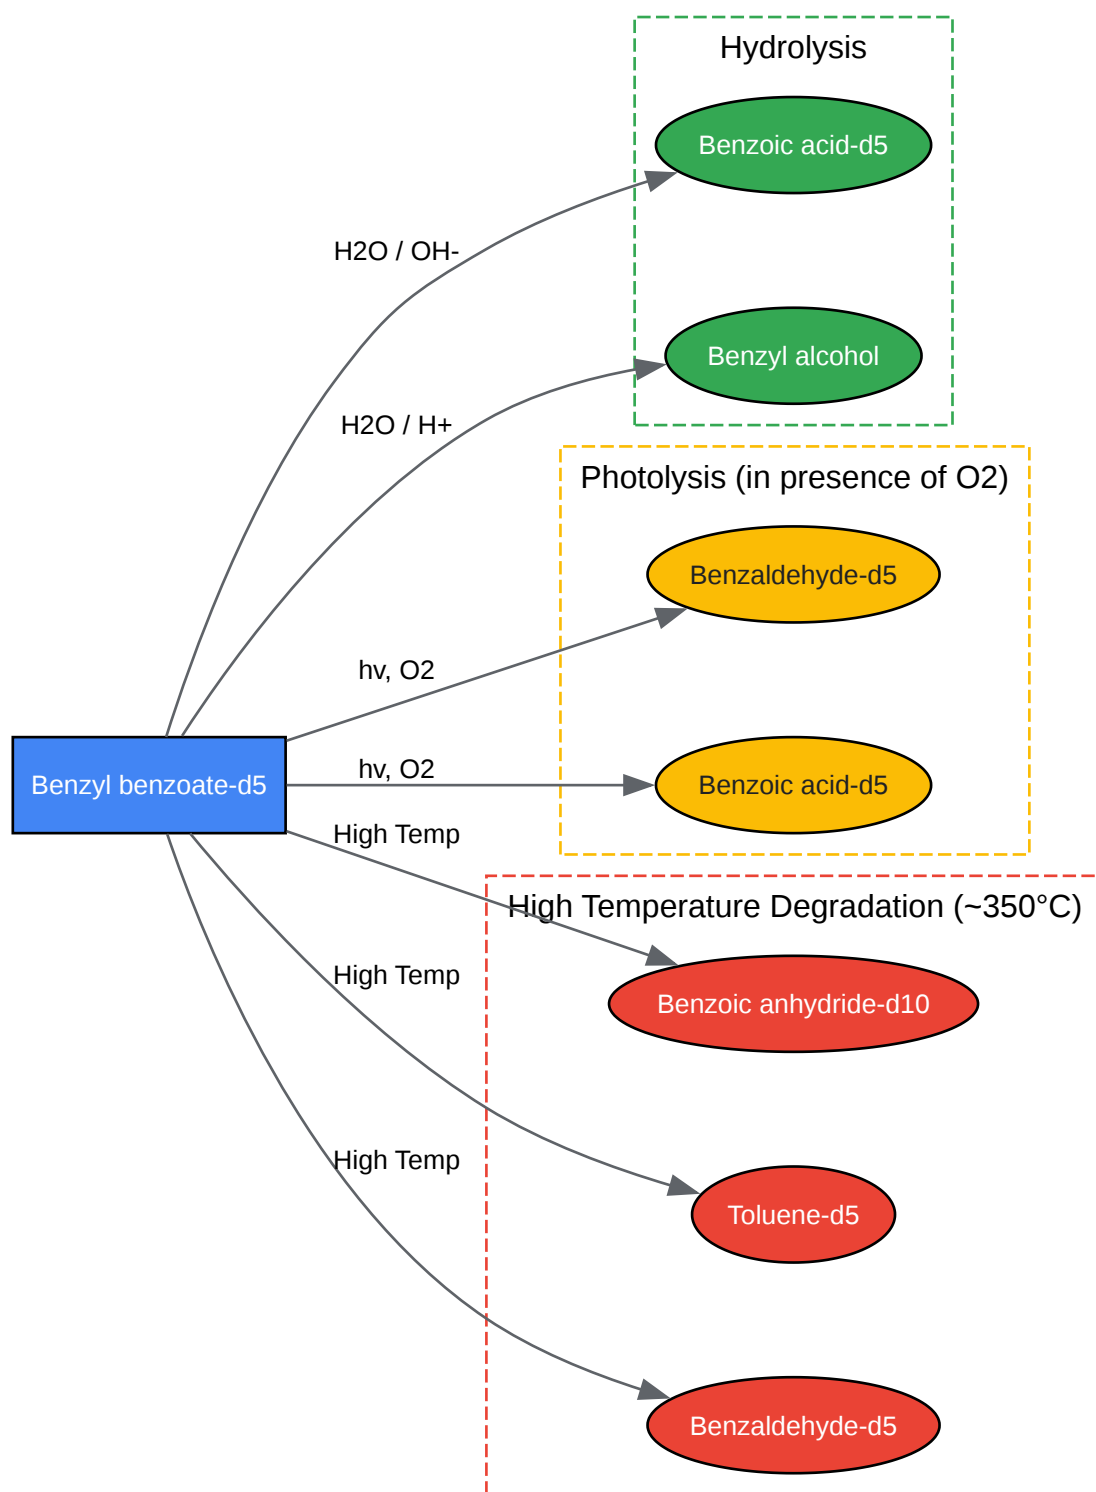 Hydrolysis
Benzoic acid-d5
H2O / OH-
Benzyl alcohol
H2O / H+
Photolysis (in presence of O2)
Benzaldehyde-d5
hv, O2
Benzyl benzoate-d5
hv, O2
Benzoic acid-d5
High Temp
High Temperature Degradation (~350°C)
Benzoic anhydride-d10
High Temp
Toluene-d5
High Temp
Benzaldehyde-d5